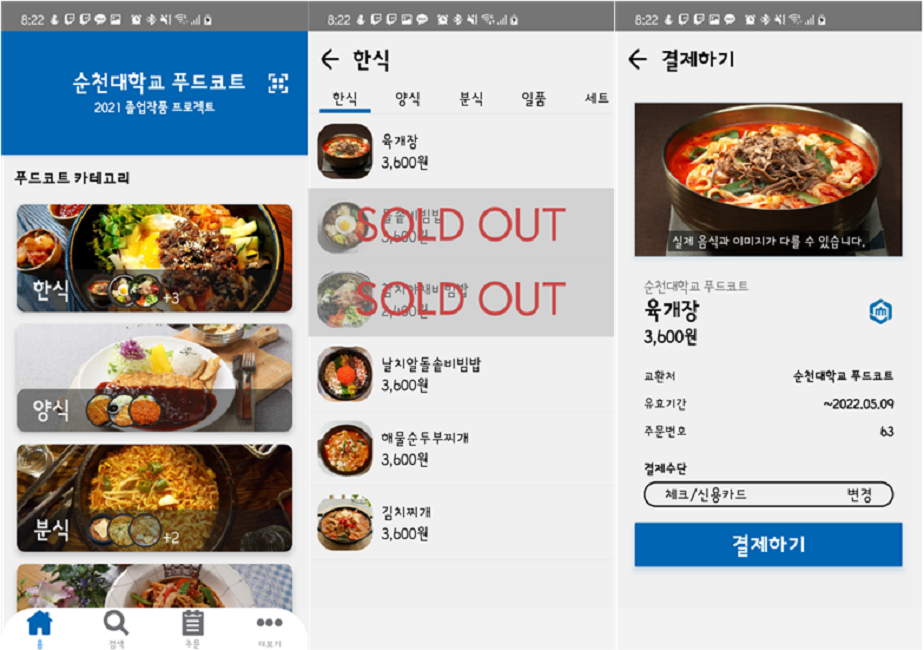 8:22
순천대학교 푸드코트
2021 졸업작품 프로젝트
푸드코트 카테고리
한식
+3
양식
분식
+2
홈
검색
주문
더보기
8:22
한식
한식 양식 분식 일품 세트
육개장
3,600원
돌솥비빔밥
SOLD OUT
3,600원
김치야채비빔밥
SOLD OUT
날치알돌솥비빔밥
3,600원
해물순두부찌개
3,600원
김치찌개
3,600원
8:22
결제하기
실제 음식과 이미지가 다를 수 있습니다.
순천대학교 푸드코트
육개장
3,600원
교환처 순천대학교 푸드코트
유효기간 ~2022.05.09
주문번호 63
결제수단
체크/신용카드 변경
결제하기